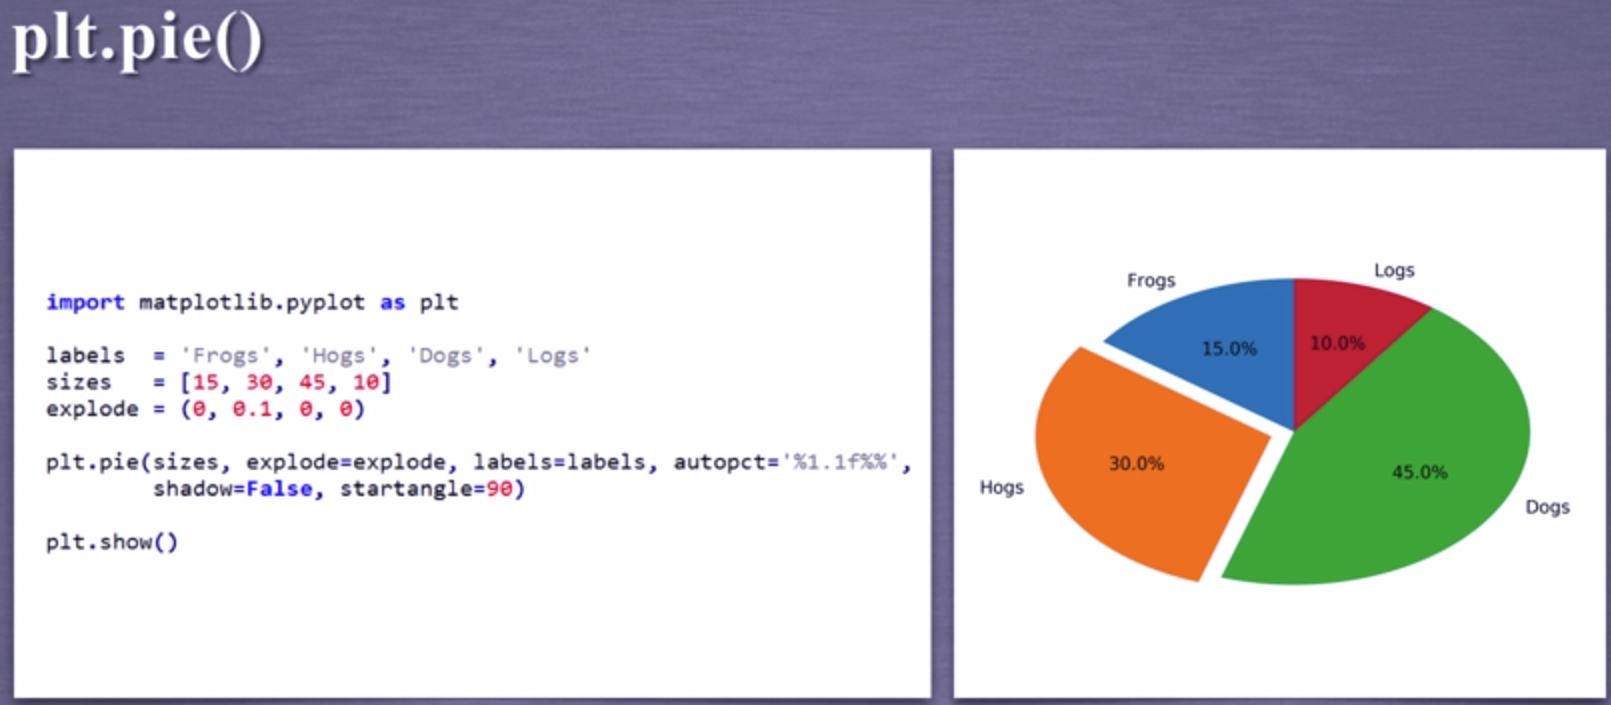 plt.pie()
import matplotlib.pyplot as plt
labels  = 'Frogs', 'Hogs', 'Dogs', 'Logs'
sizes   = [15, 30, 45, 10]
explode = (0, 0.1, 0, 0)
plt.pie(sizes, explode=explode, labels=labels, autopct='%1.1f%%',
        shadow=False, startangle=90)
plt.show()
Logs
Frogs
10.0%
15.0%
30.0%
45.0%
Hogs
Dogs